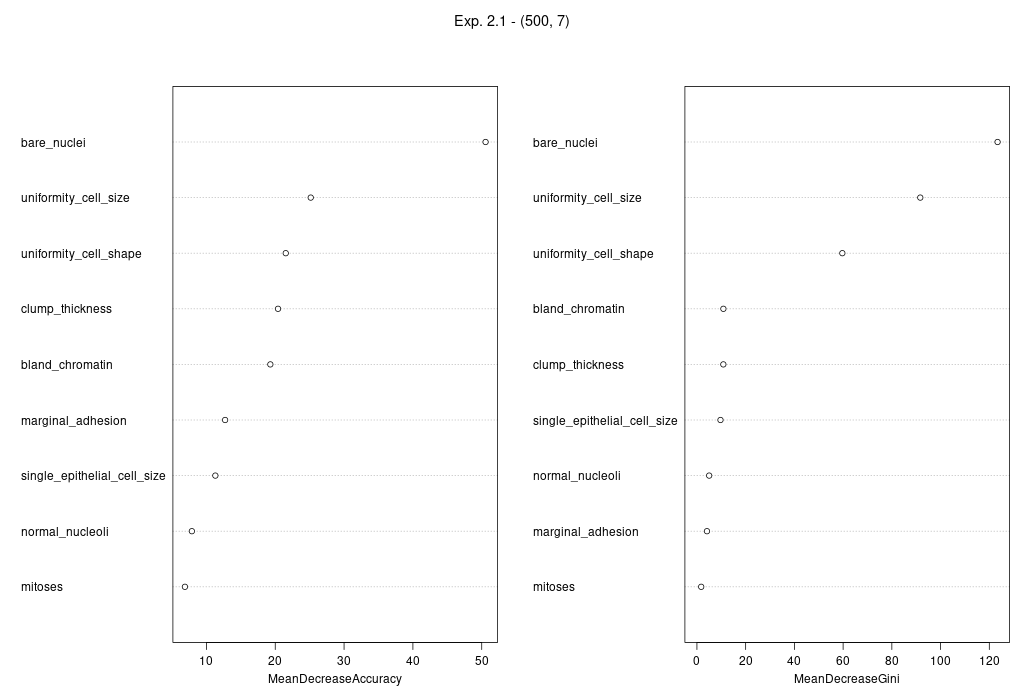 Exp. 2.1 - (500, 7)
bare_nuclei
uniformity_cell_size
uniformity_cell_shape
clump_thickness
bland_chromatin
marginal_adhesion
single_epithelial_cell_size
normal_nucleoli
mitoses
10 20 30 40 50
MeanDecreaseAccuracy
bare_nuclei
uniformity_cell_size
uniformity_cell_shape
bland_chromatin
clump_thickness
single_epithelial_cell_size
normal_nucleoli
marginal_adhesion
mitoses
0 20 40 60 80 100 120
MeanDecreaseGini